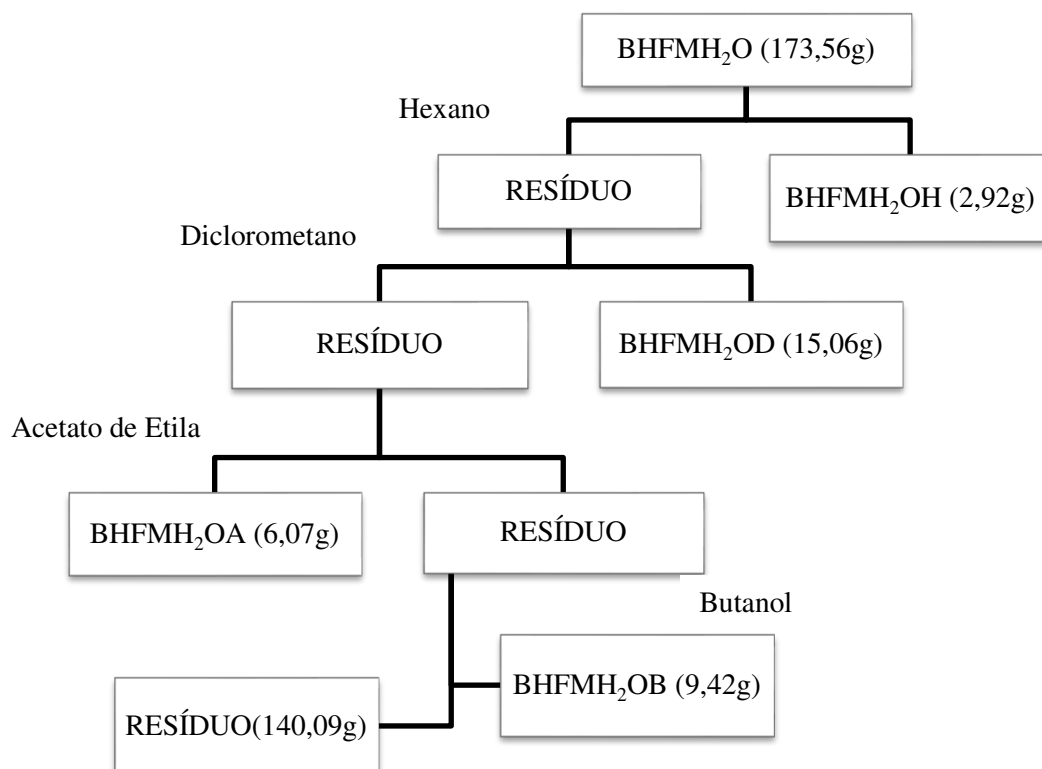 BHFMH₂O (173,56g)
Hexano
RESÍDUO
BHFMH₂OH (2,92g)
Diclorometano
RESÍDUO
BHFMH₂OD (15,06g)
Acetato de Etila
BHFMH₂OA (6,07g)
RESÍDUO
Butanol
BHFMH₂OB (9,42g)
RESÍDUO(140,09g)